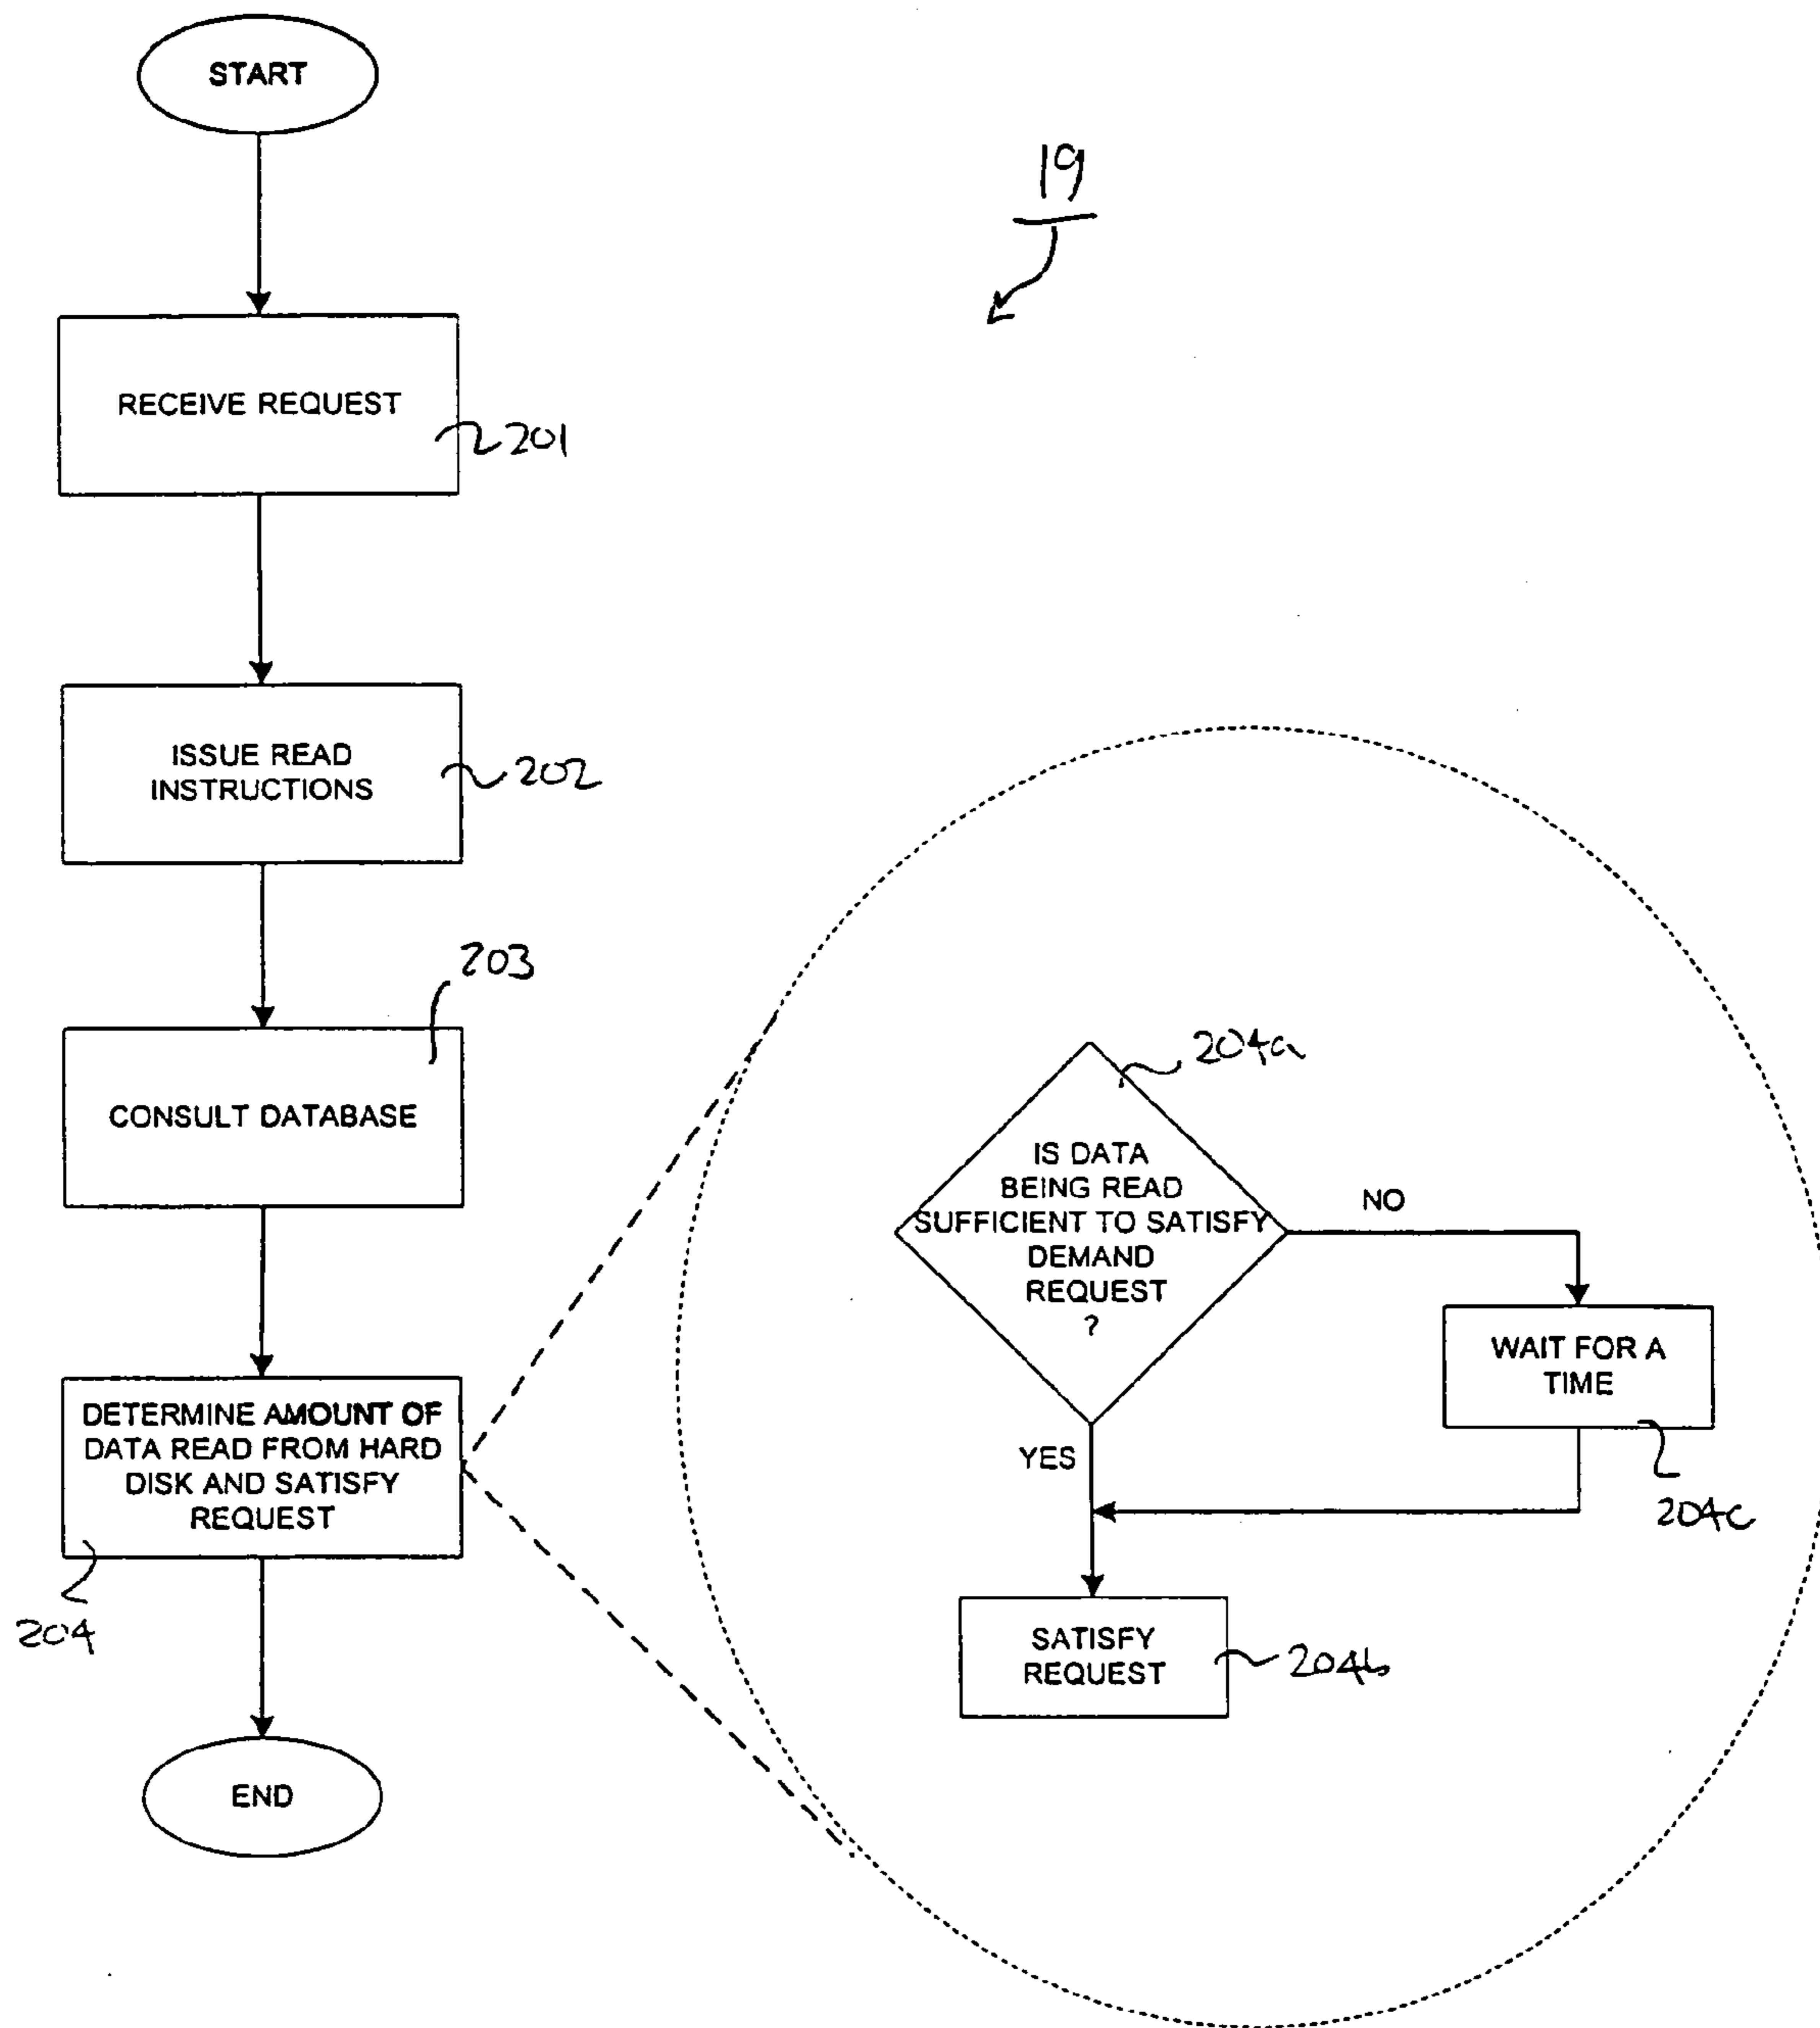 START
19
RECEIVE REQUEST
201
ISSUE READ
INSTRUCTIONS
202
203
CONSULT DATABASE
204a
IS DATA
BEING READ
SUFFICIENT TO SATISFY
DEMAND
REQUEST
?
NO
WAIT FOR A
TIME
204c
YES
DETERMINE AMOUNT OF
DATA READ FROM HARD
DISK AND SATISFY
REQUEST
204
SATISFY
REQUEST
204b
END